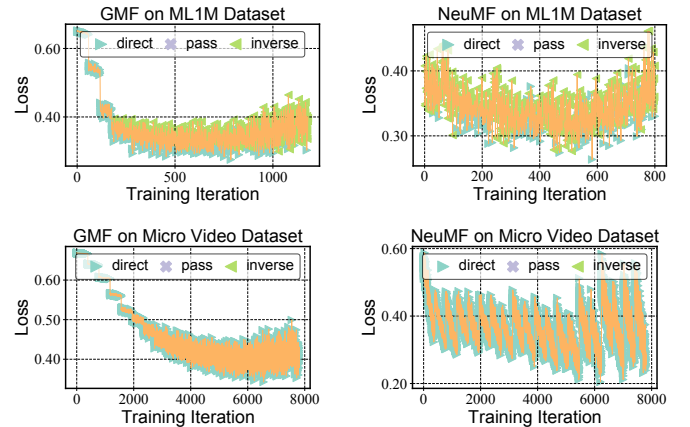 GMF on ML1M Dataset
direct pass inverse
0.60
0.40
Loss
0 500 1000
Training Iteration
NeuMF on ML1M Dataset
direct pass inverse
0.40
0.30
Loss
0 200 400 600 800
Training Iteration
GMF on Micro Video Dataset
direct pass inverse
0.60
0.50
0.40
Loss
0 2000 4000 6000 8000
Training Iteration
NeuMF on Micro Video Dataset
0.60
direct pass inverse
0.40
0.20
Loss
0 2000 4000 6000 8000
Training Iteration